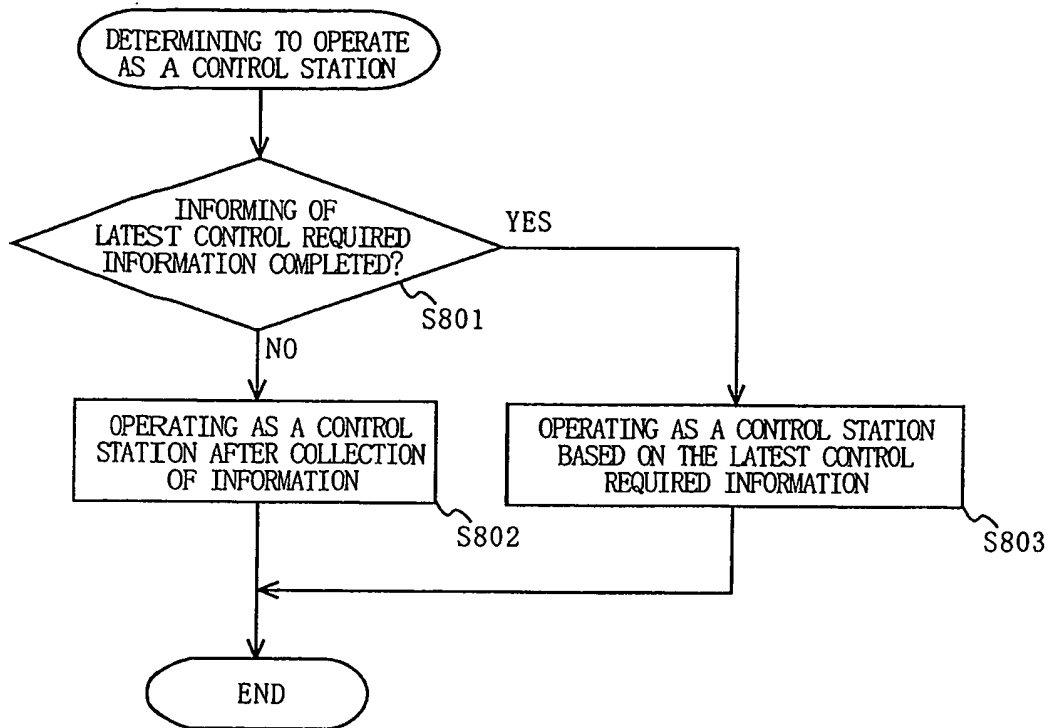 DETERMINING TO OPERATE
AS A CONTROL STATION
INFORMING OF
LATEST CONTROL REQUIRED
INFORMATION COMPLETED?
YES
S801
NO
OPERATING AS A CONTROL
STATION AFTER COLLECTION
OF INFORMATION
S802
OPERATING AS A CONTROL STATION
BASED ON THE LATEST CONTROL
REQUIRED INFORMATION
S803
END